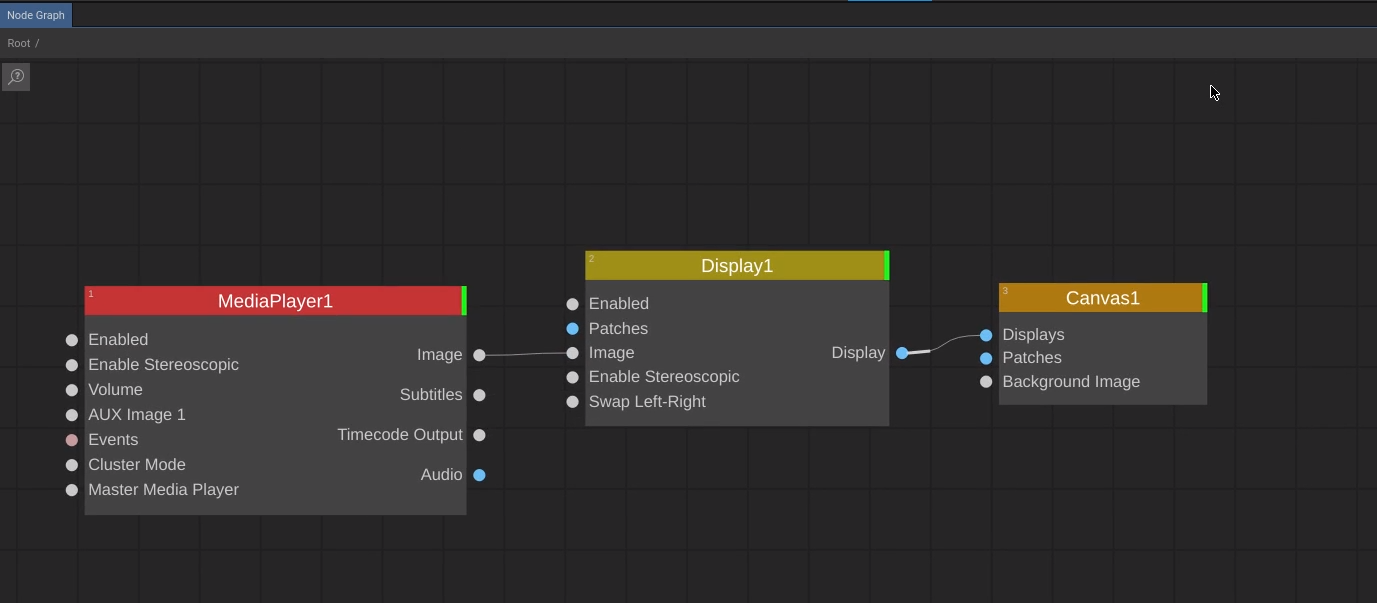 Node Graph
Root /
1
MediaPlayer1
Enabled
Enable Stereoscopic
Volume
AUX Image 1
Events
Cluster Mode
Master Media Player
Image
Subtitles
Timecode Output
Audio
2
Display1
Enabled
Patches
Image
Enable Stereoscopic
Swap Left-Right
Display
3
Canvas1
Displays
Patches
Background Image